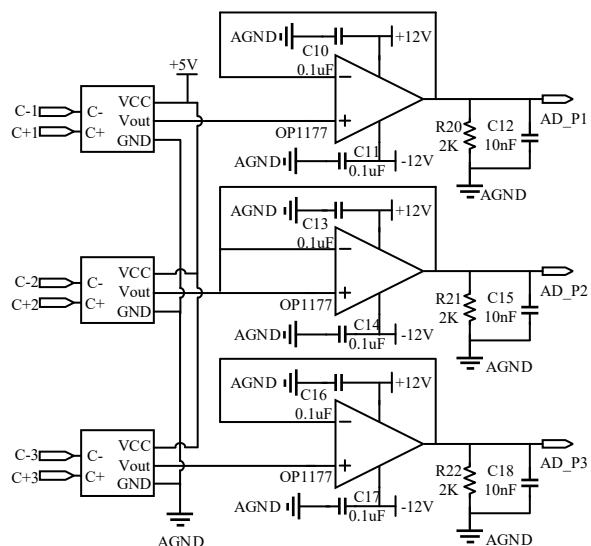 AGND
C10
+12V
+5V
0.1uF
C-1
C-
VCC
AD_P1
C+1
C+
Vout
GND
OP1177
R20
2K
C12
10nF
AGND
C11
0.1uF
-12V
AGND
AGND
C13
+12V
0.1uF
C-2
C-
VCC
AD_P2
C+2
C+
Vout
GND
OP1177
R21
2K
C15
10nF
AGND
C14
0.1uF
-12V
AGND
AGND
C16
+12V
0.1uF
C-3
C-
VCC
AD_P3
C+3
C+
Vout
GND
OP1177
R22
2K
C18
10nF
AGND
C17
0.1uF
-12V
AGND
AGND